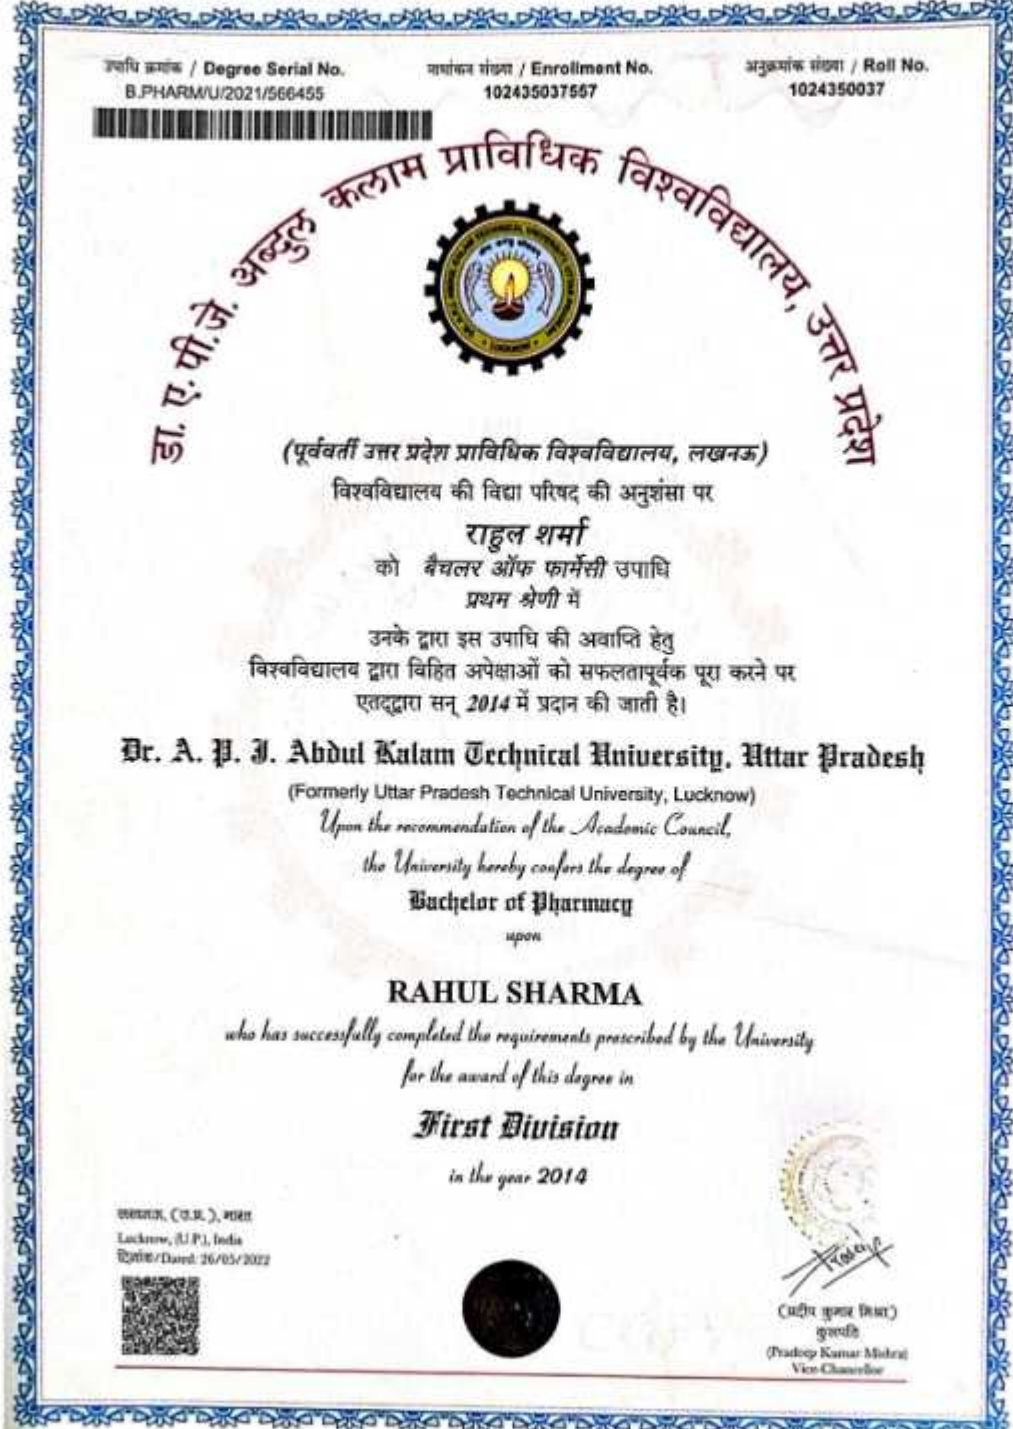 उपाधि क्रमांक / Degree Serial No.
B.PHARM/U/2021/566455
नामांकन संख्या / Enrollment No.
102435037557
अनुक्रमांक संख्या / Roll No.
1024350037
डा. ए. पी.जे. अब्दुल कलाम प्राविधिक विश्वविद्यालय, उत्तर प्रदेश
(पूर्ववर्ती उत्तर प्रदेश प्राविधिक विश्वविद्यालय, लखनऊ)
विश्वविद्यालय की विद्या परिषद की अनुशंसा पर
राहुल शर्मा
को बैचलर ऑफ फार्मेसी उपाधि
प्रथम श्रेणी में
उनके द्वारा इस उपाधि की अवाप्ति हेतु
विश्वविद्यालय द्वारा विहित अपेक्षाओं को सफलतापूर्वक पूरा करने पर
एतद्द्वारा सन् 2014 में प्रदान की जाती है।
Dr. A. P. J. Abdul Kalam Technical University, Uttar Pradesh
(Formerly Uttar Pradesh Technical University, Lucknow)
Upon the recommendation of the Academic Council,
the University hereby confers the degree of
Bachelor of Pharmacy
upon
RAHUL SHARMA
who has successfully completed the requirements prescribed by the University
for the award of this degree in
First Division
in the year 2014
लखनऊ, (उ.प्र.), भारत
Lucknow, (U.P.), India
दिनांक/Dated: 26/05/2022
(प्रदीप कुमार मिश्रा)
कुलपति
(Pradeep Kumar Mishra)
Vice-Chancellor